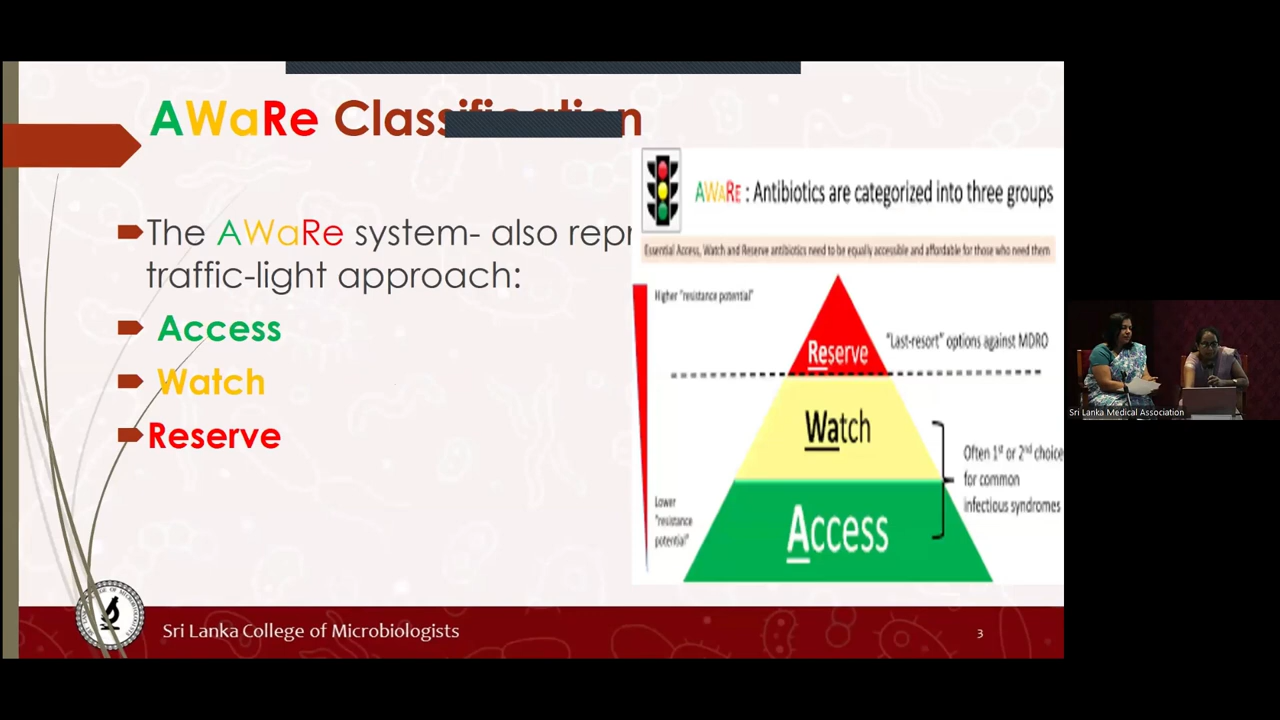 AWaRe Classification
The AWaRe system- also repr
traffic-light approach:
Access
Watch
Reserve
AWaRe : Antibiotics are categorized into three groups
Essential Access, Watch and Reserve antibiotics need to be equally accessible and affordable for those who need them
Higher "resistance potential"
Reserve
"Last-resort" options against MDRO
Watch
Often 1st or 2nd choice
for common
infectious syndromes
Lower
"resistance
potential"
Access
Sri Lanka College of Microbiologists
3
Sri Lanka Medical Association